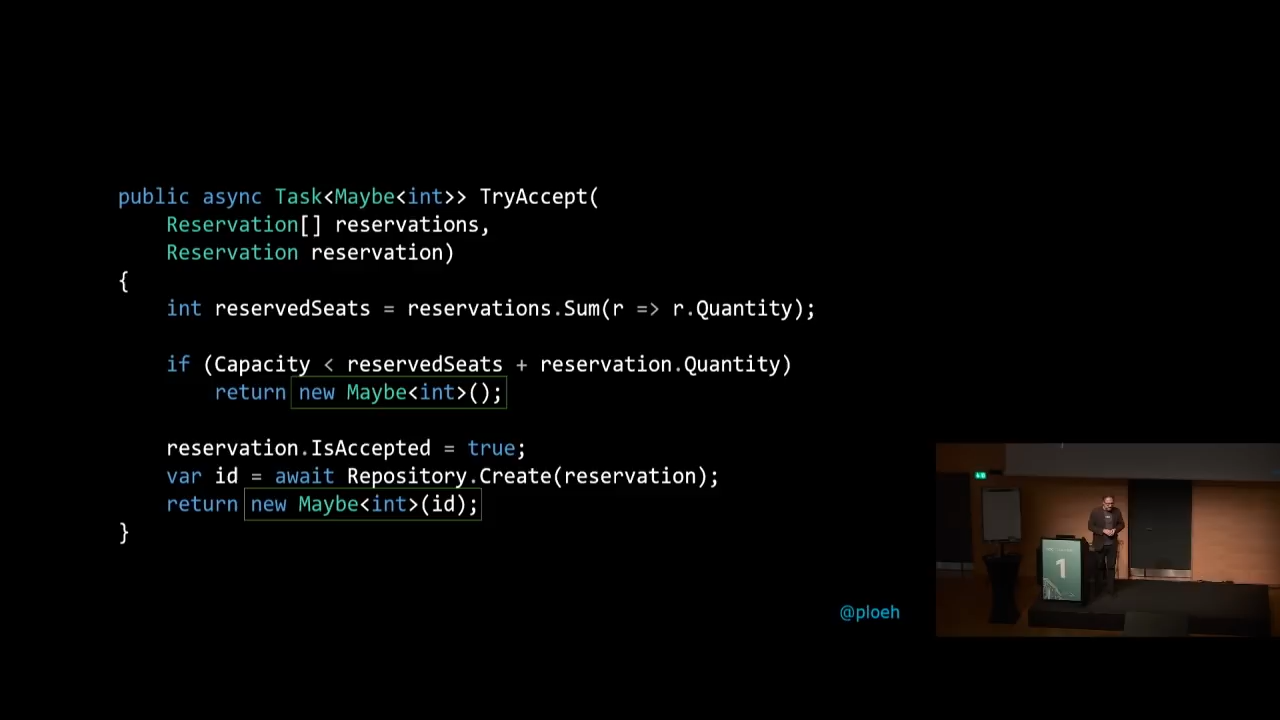 public async Task<Maybe<int>> TryAccept(
Reservation[] reservations,
Reservation reservation)
{
int reservedSeats = reservations.Sum(r => r.Quantity);
if (Capacity < reservedSeats + reservation.Quantity)
return new Maybe<int>();
reservation.IsAccepted = true;
var id = await Repository.Create(reservation);
return new Maybe<int>(id);
}
@ploeh
1